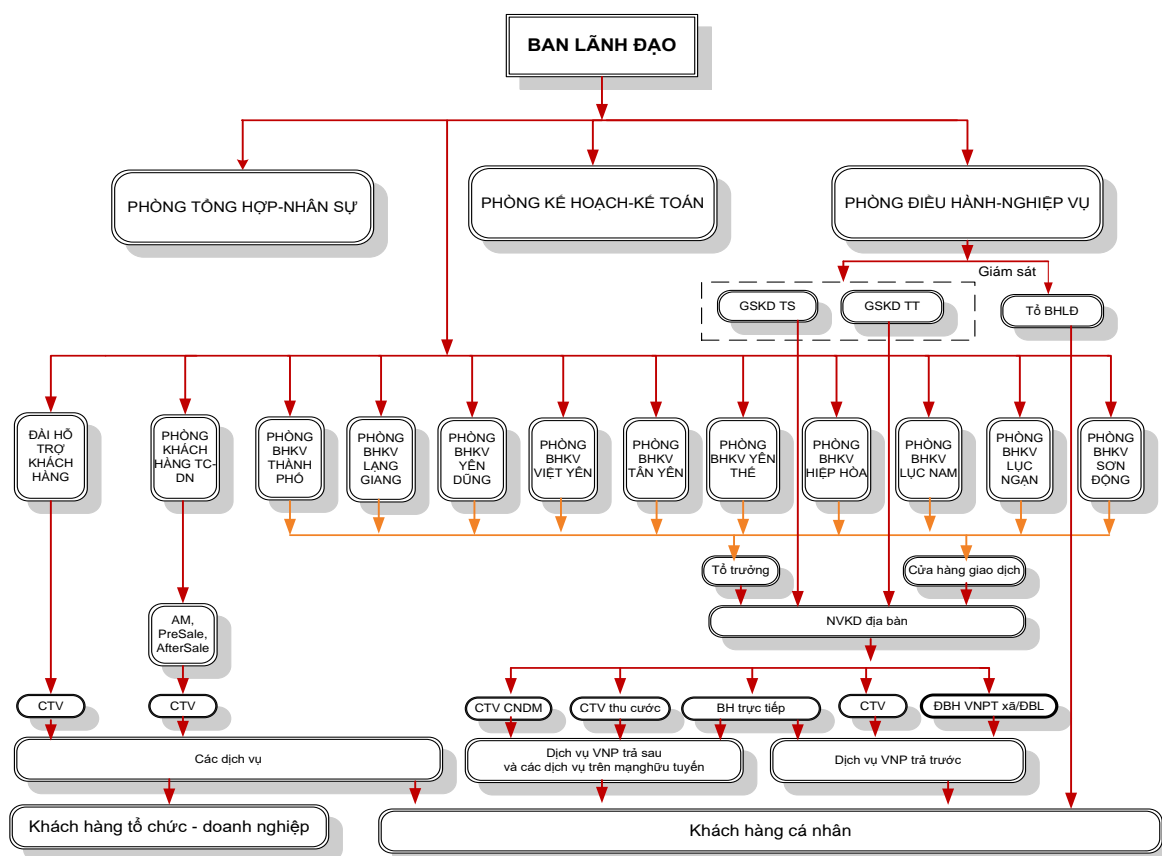 BAN LÃNH ĐẠO
PHÒNG TỔNG HỢP-NHÂN SỰ
PHÒNG KẾ HOẠCH-KẾ TOÁN
PHÒNG ĐIỀU HÀNH-NGHIỆP VỤ
Giám sát
GSKD TS
GSKD TT
Tổ BHLĐ
ĐÀI HỖ
TRỢ
KHÁCH
HÀNG
PHÒNG
KHÁCH
HÀNG TC-
DN
PHÒNG
BHKV
THÀNH
PHỐ
PHÒNG
BHKV
LẠNG
GIANG
PHÒNG
BHKV
YÊN
DŨNG
PHÒNG
BHKV
VIỆT YÊN
PHÒNG
BHKV
TÂN YÊN
PHÒNG
BHKV YÊN
THẾ
PHÒNG
BHKV
HIỆP HÒA
PHÒNG
BHKV
LỤC NAM
PHÒNG
BHKV
LỤC
NGẠN
PHÒNG
BHKV
SƠN
ĐỘNG
Tổ trưởng
Cửa hàng giao dịch
AM,
PreSale,
AfterSale
NVKD địa bàn
CTV
CTV
CTV CNDM
CTV thu cước
BH trực tiếp
CTV
ĐBH VNPT xã/ĐBL
Các dịch vụ
Dịch vụ VNP trả sau
và các dịch vụ trên mạnghữu tuyến
Dịch vụ VNP trả trước
Khách hàng tổ chức - doanh nghiệp
Khách hàng cá nhân